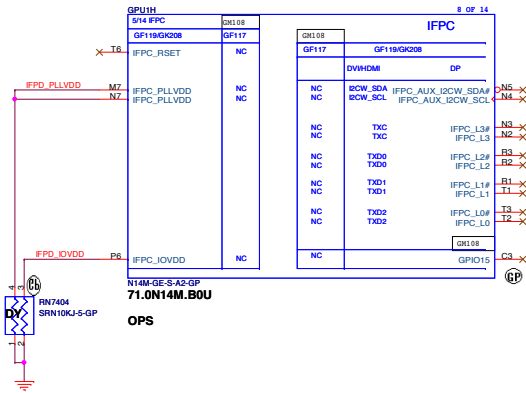 GPU1H
8 OF 14
5/14 IFPC
GM108
IFPC
GF119/GK208
GF117
GM108
GF117
GF119/GK208
T6
IFPC_RSET
NC
DVI/HDMI
DP
IFPD_PLLVDD
M7
IFPC_PLLVDD
NC
NC
I2CW_SDA
IFPC_AUX_I2CW_SDA#
N5
N7
IFPC_PLLVDD
NC
NC
I2CW_SCL
IFPC_AUX_I2CW_SCL
N4
NC
TXC
IFPC_L3#
N3
NC
TXC
IFPC_L3
N2
NC
TXD0
IFPC_L2#
R3
NC
TXD0
IFPC_L2
R2
NC
TXD1
IFPC_L1#
R1
NC
TXD1
IFPC_L1
T1
NC
TXD2
IFPC_L0#
T3
NC
TXD2
IFPC_L0
T2
GM108
IFPD_IOVDD
P6
IFPC_IOVDD
NC
NC
GPIO15
C3
GP
N14M-GE-S-A2-GP
71.0N14M.B0U
OPS
4
3
DY
RN7404
SRN10KJ-5-GP
1
2